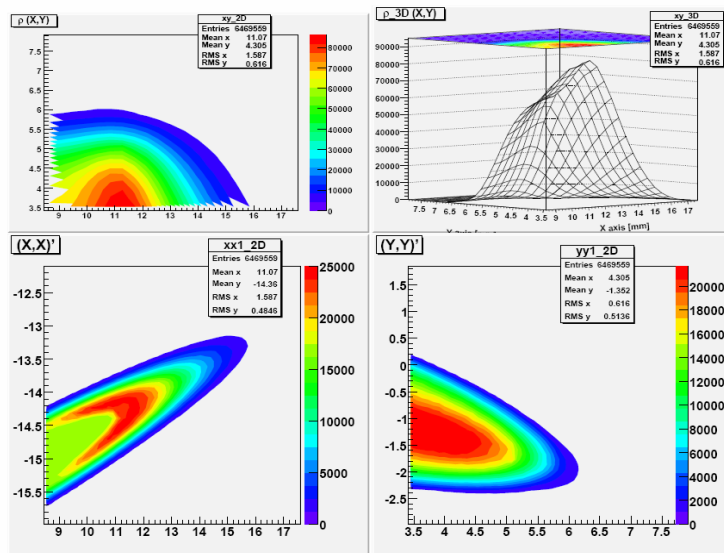 ρ (X,Y)
xy_2D
Entries 6469559
Mean x 11.07
Mean y 4.305
RMS x 1.587
RMS y 0.616
7.5
7
6.5
6
5.5
5
4.5
4
3.5
9 10 11 12 13 14 15 16 17
80000
70000
60000
50000
40000
30000
20000
10000
0
ρ_3D (X,Y)
xy_3D
Entries 6469559
Mean x 11.07
Mean y 4.305
RMS x 1.587
RMS y 0.616
90000
80000
70000
60000
50000
40000
30000
20000
10000
0
7.5 7 6.5 6 5.5 5 4.5 4 3.5
9 10 11 12 13 14 15 16 17
X axis [mm]
(X,X)'
xx1_2D
Entries 6469559
Mean x 11.07
Mean y -14.36
RMS x 1.587
RMS y 0.4846
-12.5
-13
-13.5
-14
-14.5
-15
-15.5
9 10 11 12 13 14 15 16 17
25000
20000
15000
10000
5000
0
(Y,Y)'
yy1_2D
Entries 6469559
Mean x 4.305
Mean y -1.352
RMS x 0.616
RMS y 0.5136
1.5
1
0.5
0
-0.5
-1
-1.5
-2
-2.5
3.5 4 4.5 5 5.5 6 6.5 7 7.5
20000
18000
16000
14000
12000
10000
8000
6000
4000
2000
0